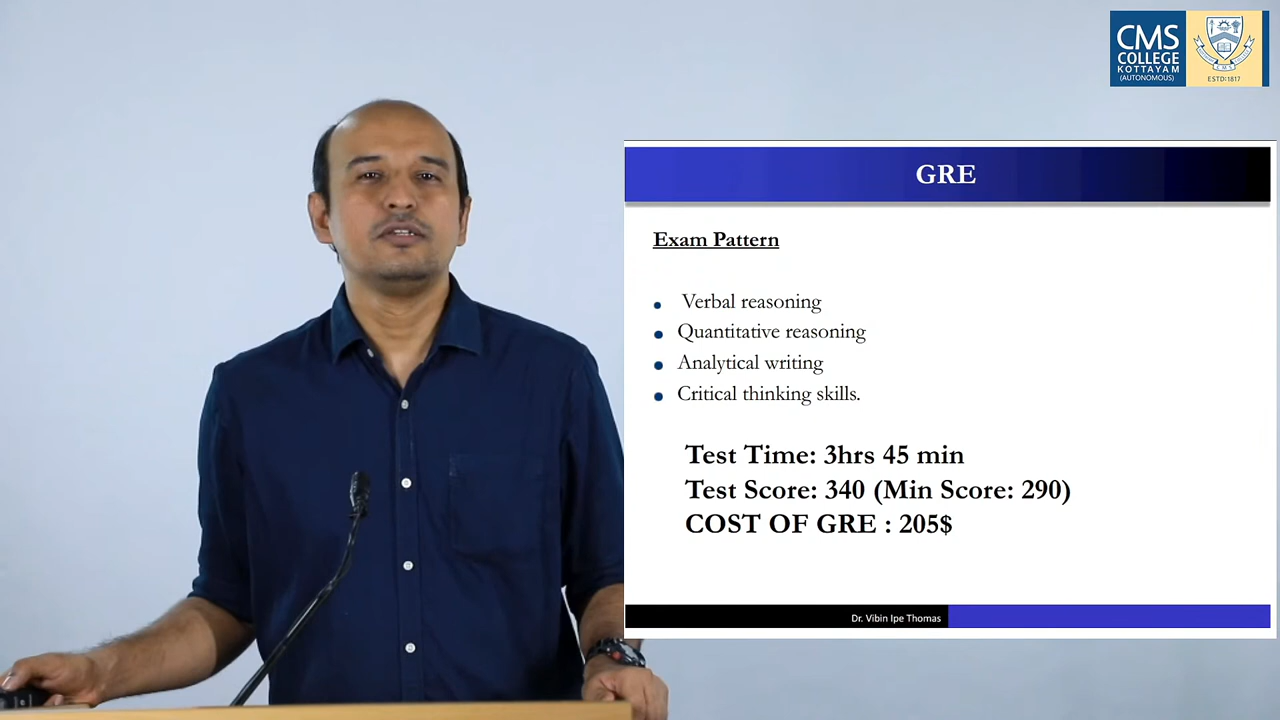 CMS
COLLEGE
KOTTAYAM
(AUTONOMOUS)
ESTD:1817
GRE
Exam Pattern
Verbal reasoning
Quantitative reasoning
Analytical writing
Critical thinking skills.
Test Time: 3hrs 45 min
Test Score: 340 (Min Score: 290)
COST OF GRE : 205$
Dr. Vibin Ipe Thomas